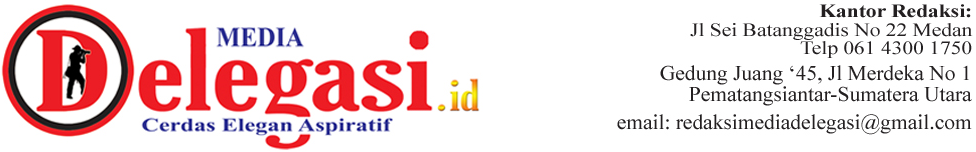 MEDIA
Delegasi.id
Cerdas Elegan Aspiratif
Kantor Redaksi:
Jl Sei Batanggadis No 22 Medan
Telp 061 4300 1750
Gedung Juang ‘45, Jl Merdeka No 1
Pematangsiantar-Sumatera Utara
email: redaksimediadelegasi@gmail.com